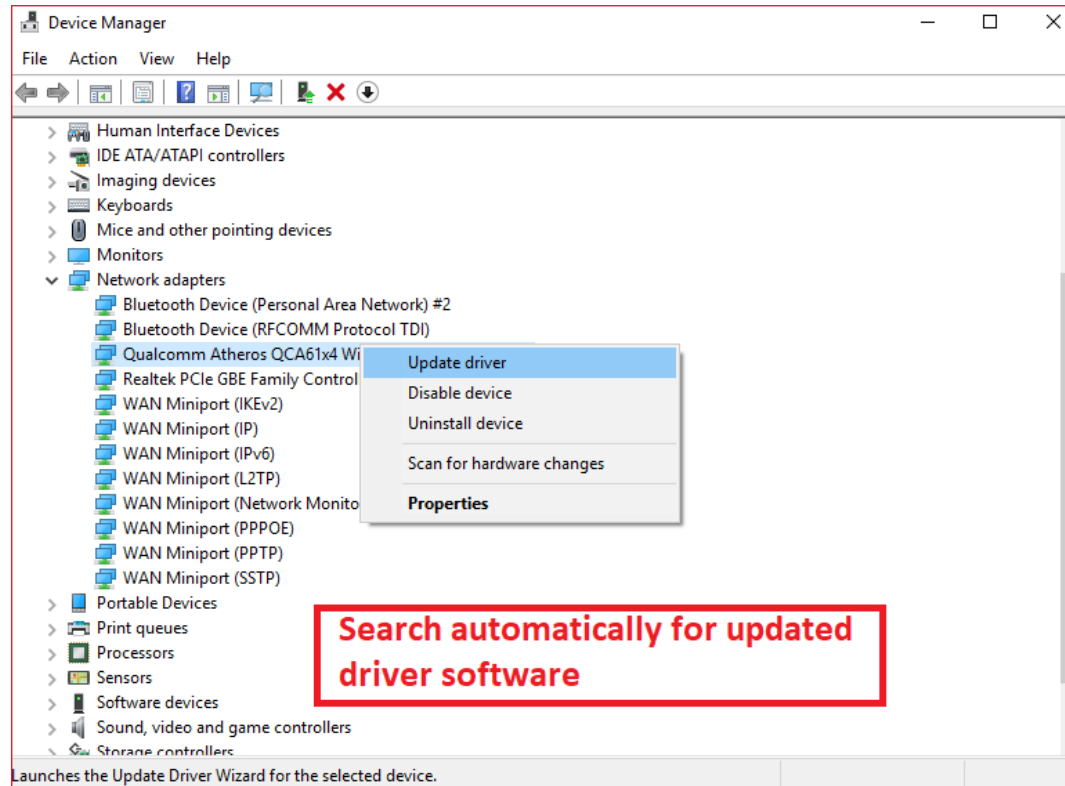 Device Manager
File Action View Help
Human Interface Devices
IDE ATA/ATAPI controllers
Imaging devices
Keyboards
Mice and other pointing devices
Monitors
Network adapters
Bluetooth Device (Personal Area Network) #2
Bluetooth Device (RFCOMM Protocol TDI)
Qualcomm Atheros QCA61x4 Wi
Update driver
Realtek PCIe GBE Family Control
Disable device
WAN Miniport (IKEv2)
Uninstall device
WAN Miniport (IP)
WAN Miniport (IPv6)
Scan for hardware changes
WAN Miniport (L2TP)
WAN Miniport (Network Monito
Properties
WAN Miniport (PPPOE)
WAN Miniport (PPTP)
WAN Miniport (SSTP)
Portable Devices
Print queues
Processors
Sensors
Software devices
Sound, video and game controllers
Storage controllers
Search automatically for updated
driver software
Launches the Update Driver Wizard for the selected device.